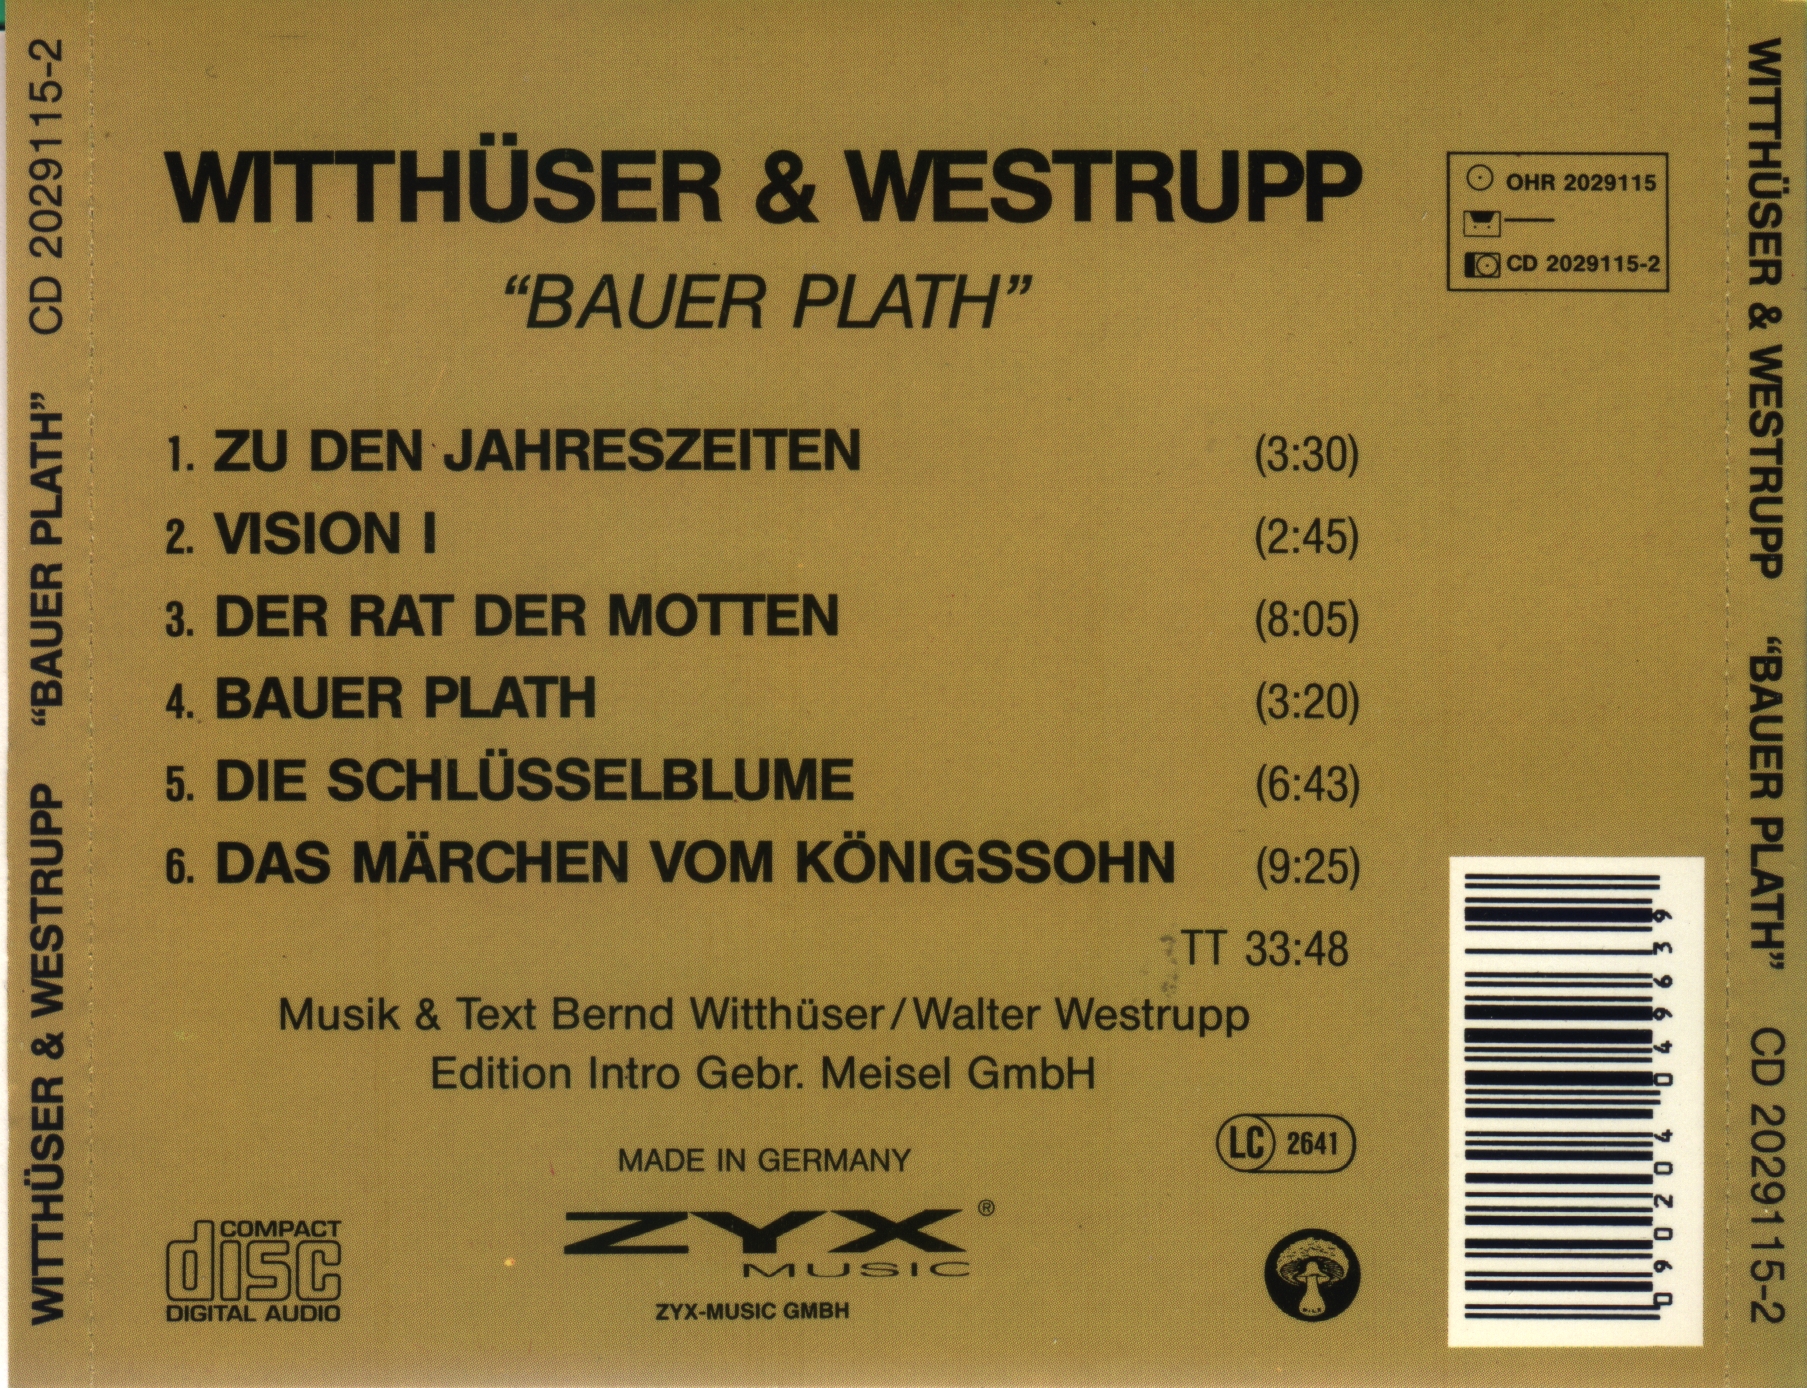 WITTHÜSER & WESTRUPP "BAUER PLATH" CD 2029115-2
WITTHÜSER & WESTRUPP
“BAUER PLATH”
OHR 2029115
CD 2029115-2
1. ZU DEN JAHRESZEITEN (3:30)
2. VISION I (2:45)
3. DER RAT DER MOTTEN (8:05)
4. BAUER PLATH (3:20)
5. DIE SCHLÜSSELBLUME (6:43)
6. DAS MÄRCHEN VOM KÖNIGSSOHN (9:25)
TT 33:48
Musik & Text Bernd Witthüser/Walter Westrupp
Edition Intro Gebr. Meisel GmbH
MADE IN GERMANY
LC 2641
COMPACT
disc
DIGITAL AUDIO
ZYX®
MUSIC
ZYX-MUSIC GMBH
PILZ
090204049639
WITTHÜSER & WESTRUPP “BAUER PLATH” CD 2029115-2